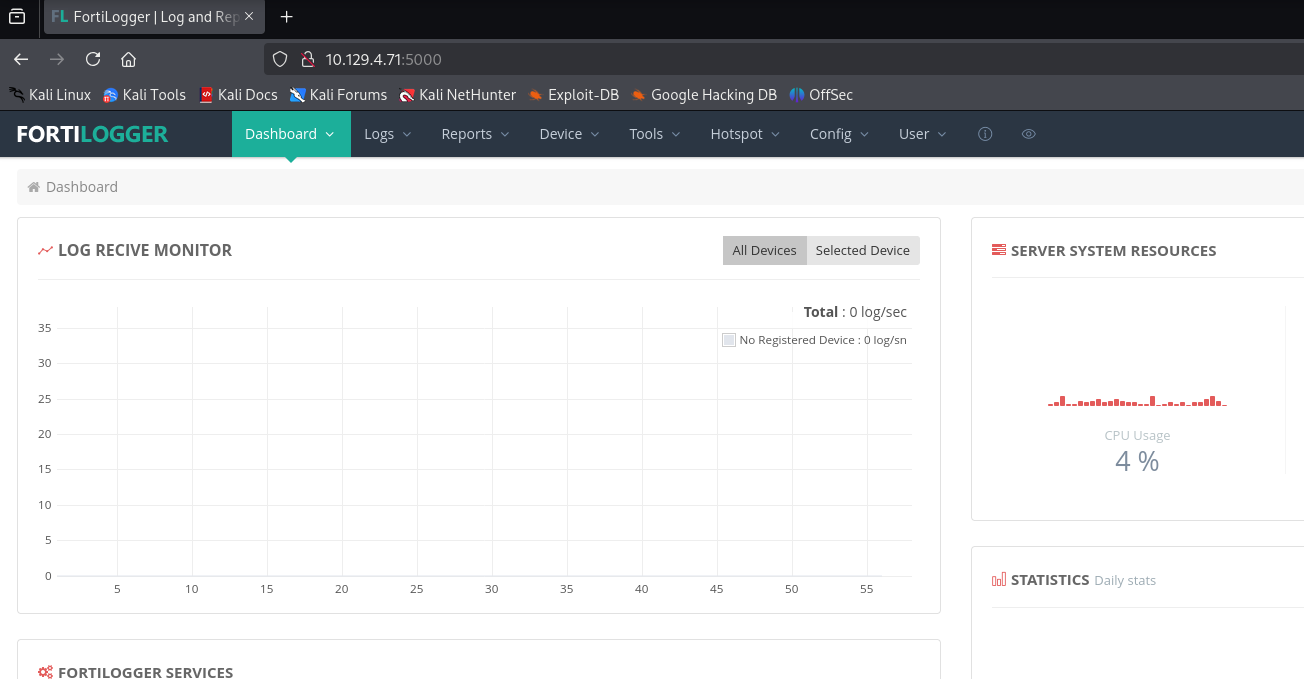 FL FortiLogger | Log and Rep
10.129.4.71:5000
Kali Linux Kali Tools Kali Docs Kali Forums Kali NetHunter Exploit-DB Google Hacking DB OffSec
FORTILOGGER Dashboard Logs Reports Device Tools Hotspot Config User
Dashboard
LOG RECIVE MONITOR
All Devices Selected Device
Total : 0 log/sec
No Registered Device : 0 log/sn
35
30
25
20
15
10
5
0
5 10 15 20 25 30 35 40 45 50 55
SERVER SYSTEM RESOURCES
CPU Usage
4 %
STATISTICS Daily stats
FORTILOGGER SERVICES